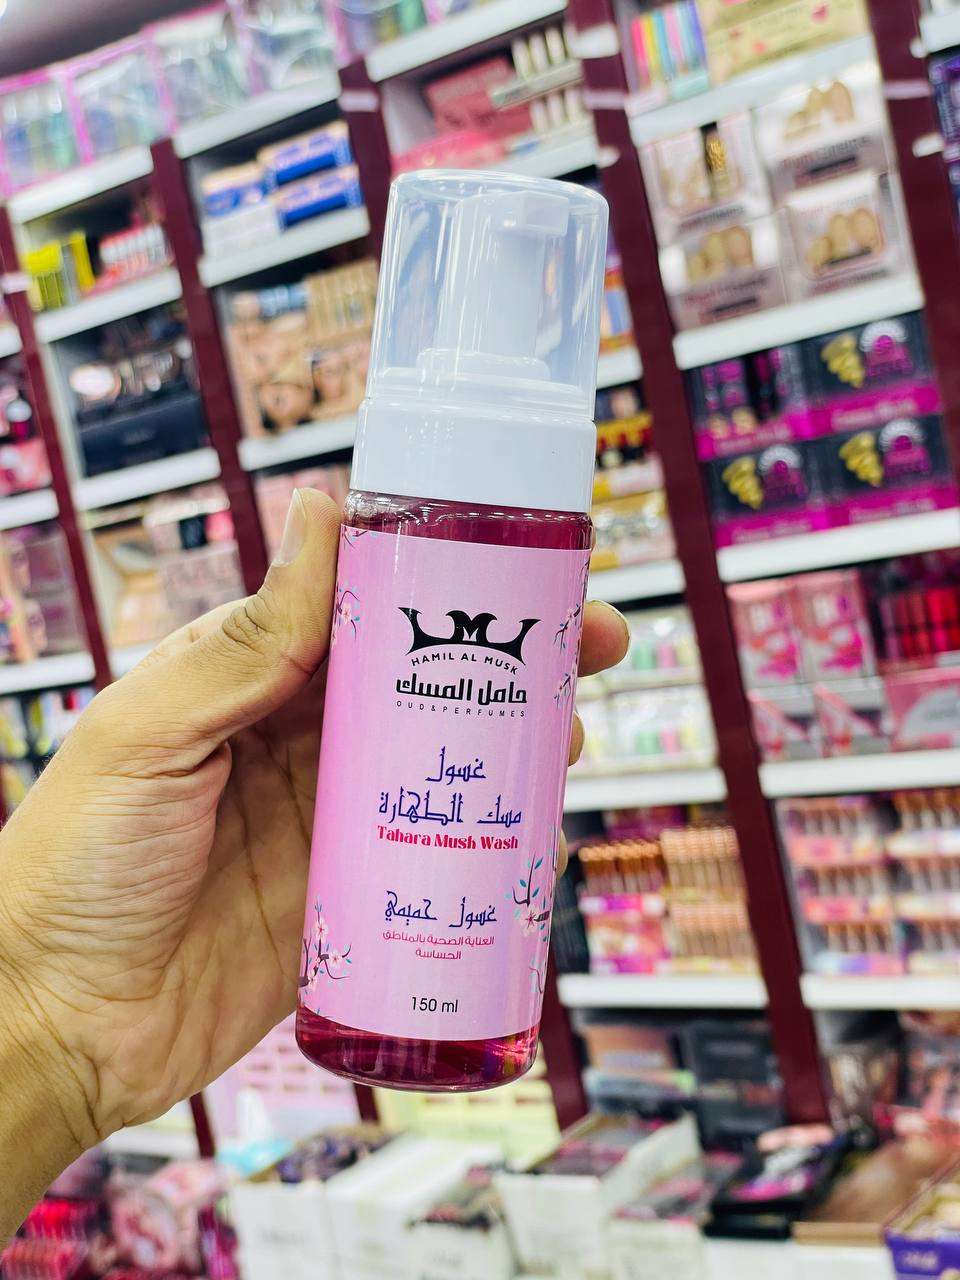 HAMIL AL MUSK
حامل المسك
OUD & PERFUMES
غسول
مسك الطهارة
Tahara Musk Wash
غسول حميمي
العناية الصحية بالمناطق
الحساسة
150 ml